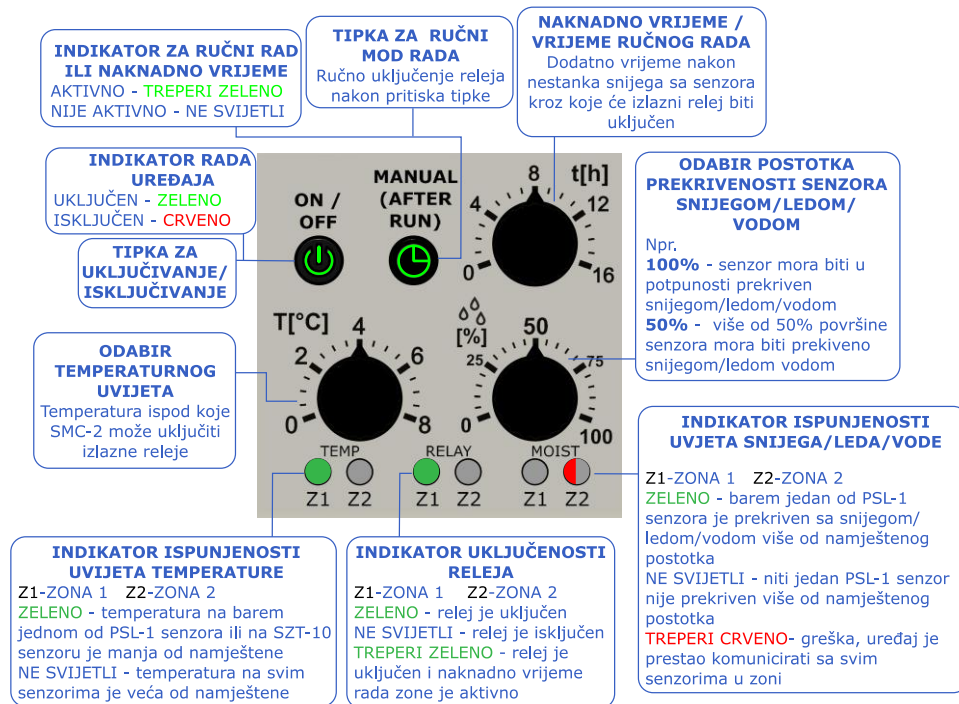 INDIKATOR ZA RUČNI RAD
ILI NAKNADNO VRIJEME
AKTIVNO - TREPERI ZELENO
NIJE AKTIVNO - NE SVIJETLI
TIPKA ZA RUČNI
MOD RADA
Ručno uključenje releja
nakon pritiska tipke
NAKNADNO VRIJEME /
VRIJEME RUČNOG RADA
Dodatno vrijeme nakon
nestanka snijega sa senzora
kroz koje će izlazni relej biti
uključen
INDIKATOR RADA
UREĐAJA
UKLJUČEN - ZELENO
ISKLJUČEN - CRVENO
TIPKA ZA
UKLJUČIVANJE/
ISKLJUČIVANJE
ODABIR
TEMPERATURNOG
UVIJETA
Temperatura ispod koje
SMC-2 može uključiti
izlazne releje
ON /
OFF
MANUAL
(AFTER
RUN)
t[h]
0
4
8
12
16
T[°C]
0
2
4
6
8
[%]
0
25
50
75
100
TEMP
Z1 Z2
RELAY
Z1 Z2
MOIST
Z1 Z2
ODABIR POSTOTKA
PREKRIVENOSTI SENZORA
SNIJEGOM/LEDOM/
VODOM
Npr.
100% - senzor mora biti u
potpunosti prekriven
snijegom/ledom/vodom
50% - više od 50% površine
senzora mora biti prekiveno
snijegom/ledom vodom
INDIKATOR ISPUNJENOSTI
UVIJETA TEMPERATURE
Z1-ZONA 1 Z2-ZONA 2
ZELENO - temperatura na barem
jednom od PSL-1 senzora ili na SZT-10
senzoru je manja od namještene
NE SVIJETLI - temperatura na svim
senzorima je veća od namještene
INDIKATOR UKLJUČENOSTI
RELEJA
Z1-ZONA 1 Z2-ZONA 2
ZELENO - relej je uključen
NE SVIJETLI - relej je isključen
TREPERI ZELENO - relej je
uključen i naknadno vrijeme
rada zone je aktivno
INDIKATOR ISPUNJENOSTI
UVJETA SNIJEGA/LEDA/VODE
Z1-ZONA 1 Z2-ZONA 2
ZELENO - barem jedan od PSL-1
senzora je prekriven sa snijegom/
ledom/vodom više od namještenog
postotka
NE SVIJETLI - niti jedan PSL-1 senzor
nije prekriven više od namještenog
postotka
TREPERI CRVENO- greška, uređaj je
prestao komunicirati sa svim
senzorima u zoni